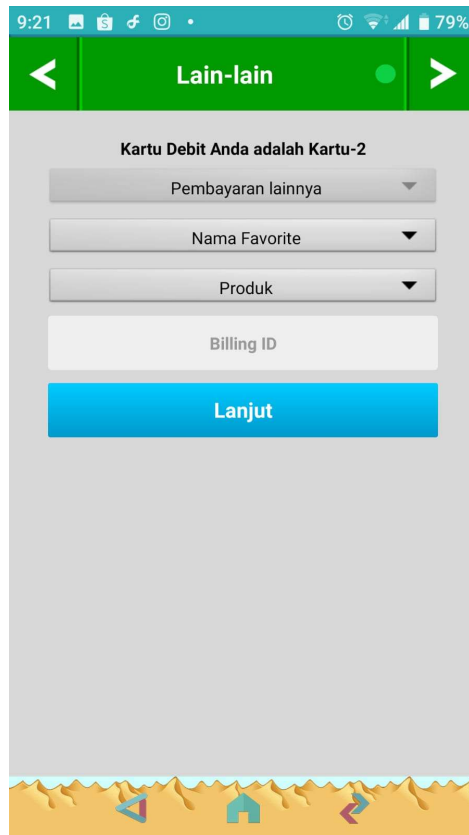 9:21
79%
Lain-lain
Kartu Debit Anda adalah Kartu-2
Pembayaran lainnya
Nama Favorite
Produk
Billing ID
Lanjut